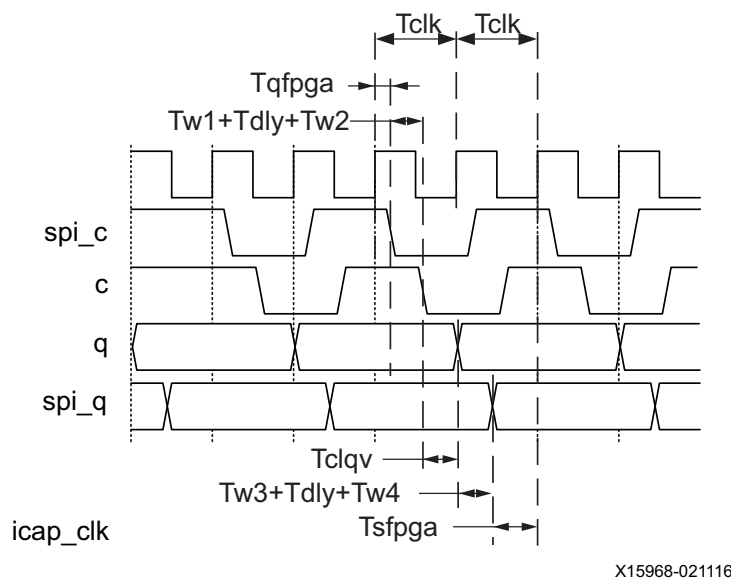 Tclk Tclk
Tqfpga
Tw1+Tdly+Tw2
spi_c
c
q
spi_q
Tclqv
Tw3+Tdly+Tw4
Tsfpga
icap_clk
X15968-021116